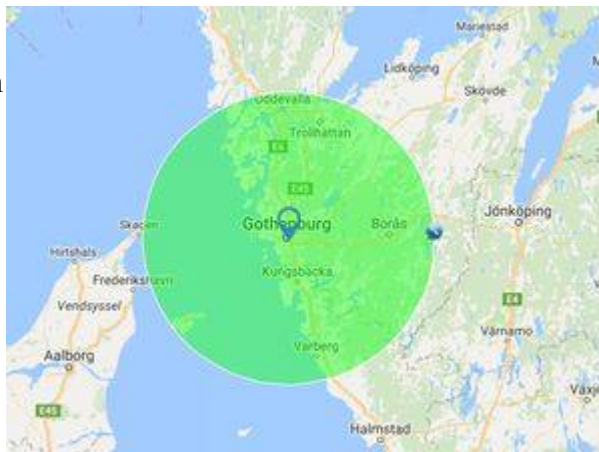 Mariestad
Lidköping
Skövde
Uddevalla
Trollhättan
E6
E45
Skagen
Gothenburg
Borås
Jönköping
Hirtshals
Kungsbacka
Frederikshavn
Vendsyssel
E4
Värnamo
Varberg
Aalborg
E45
Växj
Halmstad